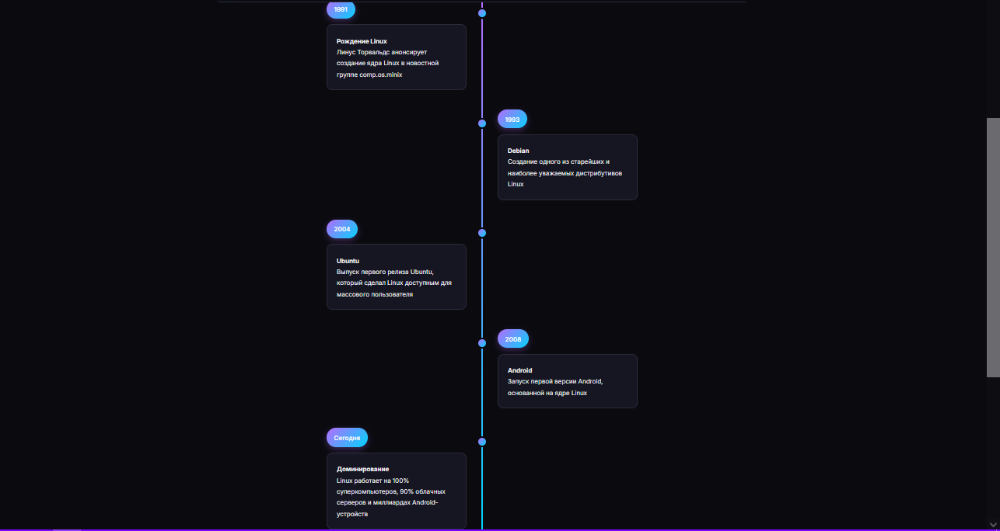 1991
Рождение Linux
Линус Торвальдс анонсирует
создание ядра Linux в новостной
группе comp.os.minix
1993
Debian
Создание одного из старейших и
наиболее уважаемых дистрибутивов
Linux
2004
Ubuntu
Выпуск первого релиза Ubuntu,
который сделал Linux доступным для
массового пользователя
2008
Android
Запуск первой версии Android,
основанной на ядре Linux
Сегодня
Доминирование
Linux работает на 100%
суперкомпьютеров, 90% облачных
серверов и миллиардах Android-
устройств